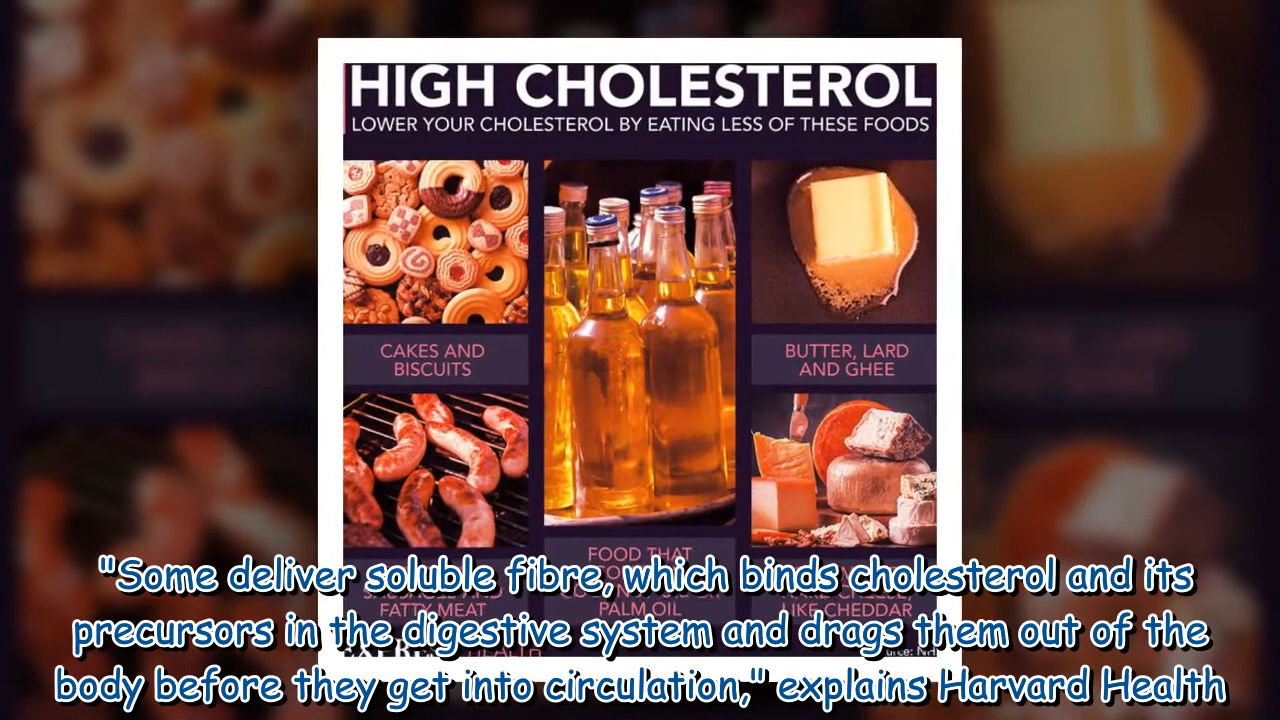 HIGH CHOLESTEROL
LOWER YOUR CHOLESTEROL BY EATING LESS OF THESE FOODS
CAKES AND
BISCUITS
BUTTER, LARD
AND GHEE
FOOD THAT
FATTY MEAT
PALM OIL
LIKE CHEDDAR
HEALTH
"Some deliver soluble fibre, which binds cholesterol and its
precursors in the digestive system and drags them out of the
body before they get into circulation," explains Harvard Health